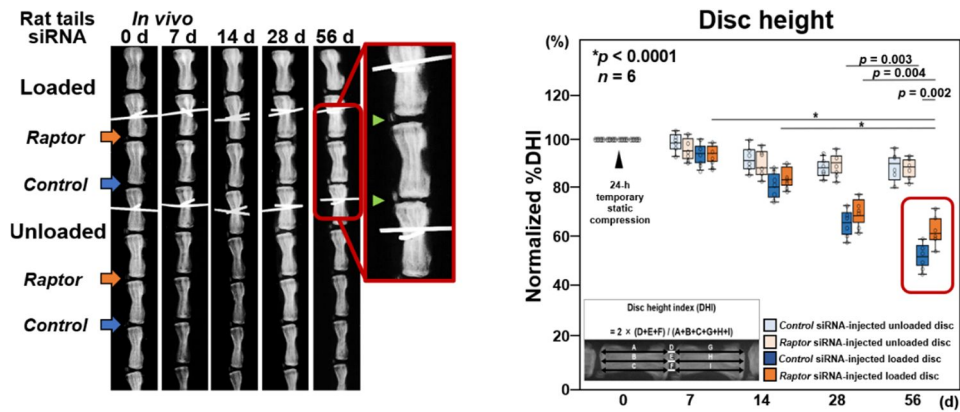 Rat tails
siRNA
In vivo
0 d 7 d 14 d 28 d 56 d
Loaded
Raptor
Control
Unloaded
Raptor
Control
Disc height
(%)
*p < 0.0001
n = 6
p = 0.003
p = 0.004
p = 0.002
*
*
Normalized %DHI
120
100
80
60
40
20
0
24-h
temporary
static
compression
Disc height index (DHI)
= 2 × (D+E+F) / (A+B+C+G+H+I)
A D G
B E H
C F I
Control siRNA-injected unloaded disc
Raptor siRNA-injected unloaded disc
Control siRNA-injected loaded disc
Raptor siRNA-injected loaded disc
0 7 14 28 56 (d)